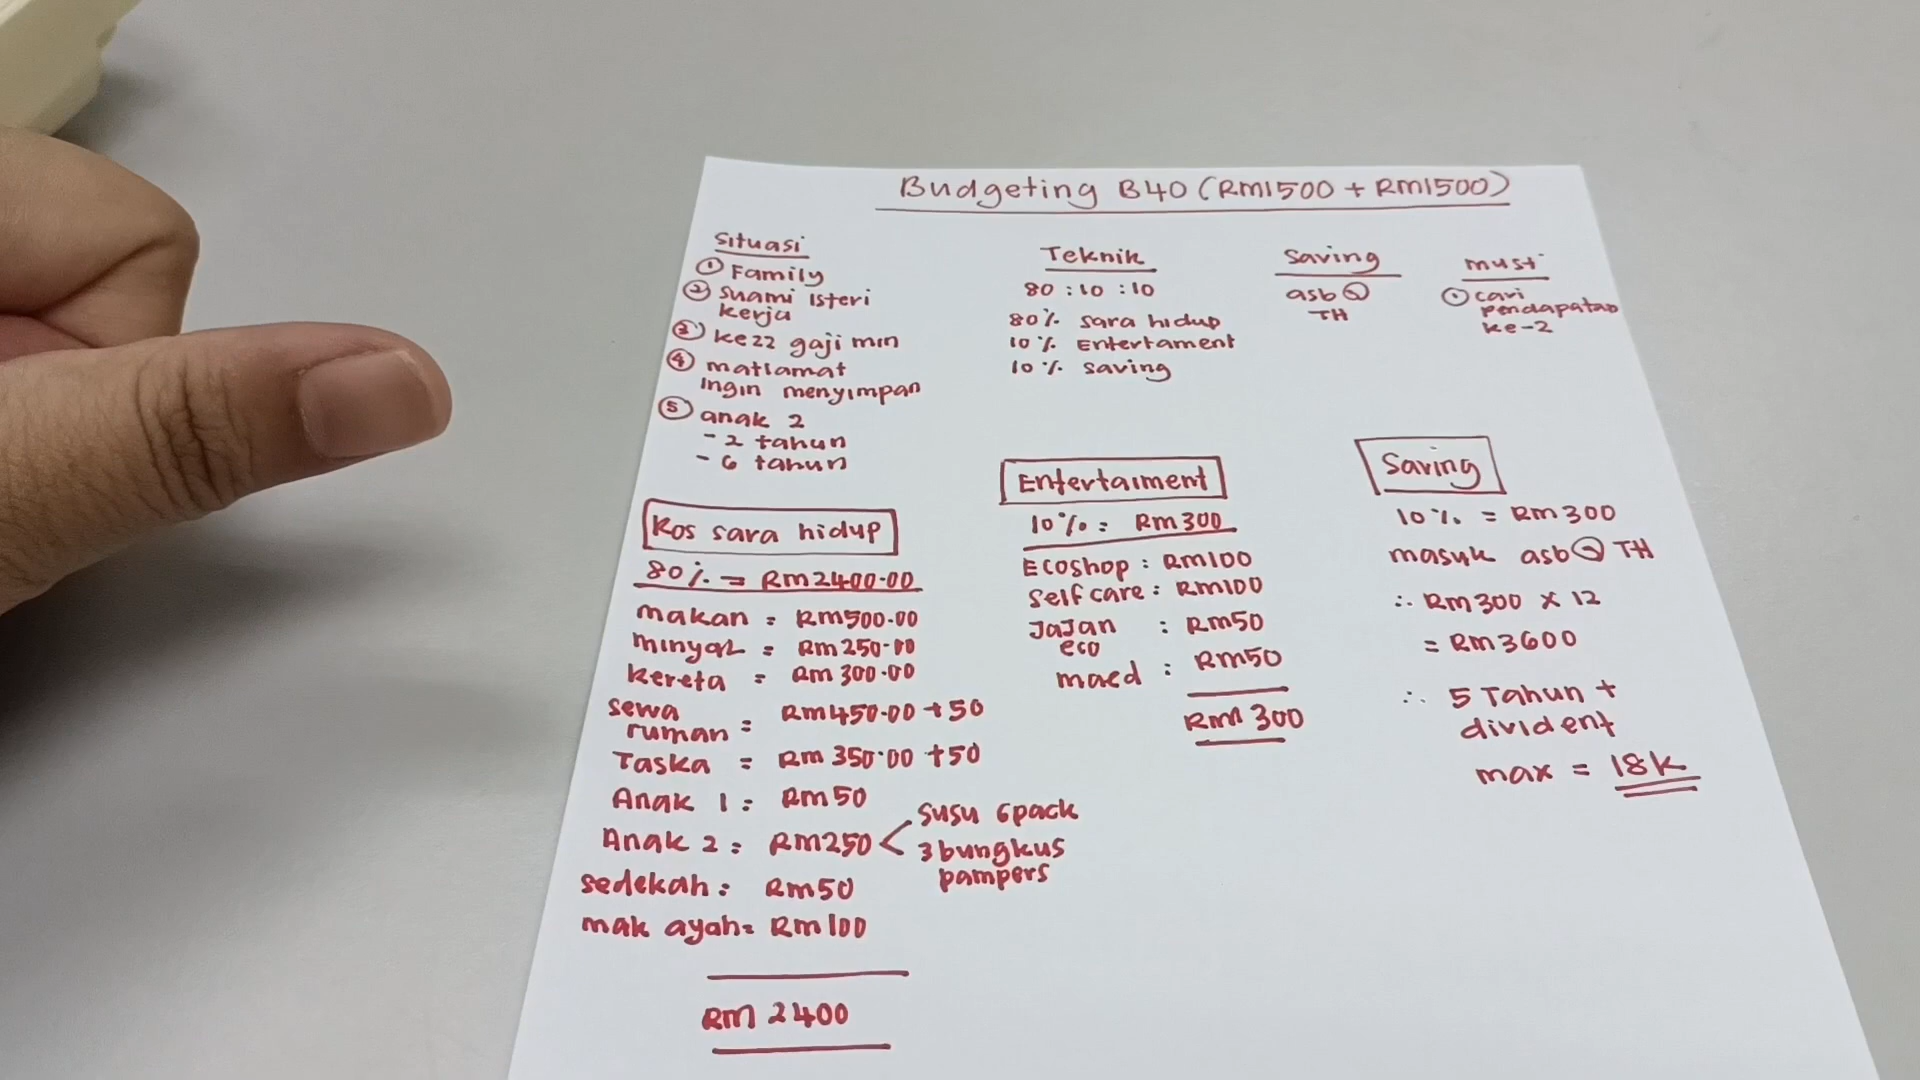 Budgeting B40 (RM1500 + RM1500)
Situasi
① Family
② Suami Isteri
kerja
③ ke22 gaji min
④ matlamat
Ingin menyimpan
⑤ anak 2
- 2 tahun
- 6 tahun
Teknik
80 : 10 : 10
80% sara hidup
10% Entertament
10% saving
Saving
asb @
TH
must
① cari
pendapatan
ke-2
Kos sara hidup
80% = RM2400.00
makan = RM500.00
minyak = RM250.00
kereta = RM300.00
sewa
rumah = RM450.00 + 50
Taska = RM350.00 + 50
Anak 1 = RM50
Anak 2 = RM250 < susu 6pack
3 bungkus
pampers
sedekah = RM50
mak ayah = RM100
RM 2400
Entertaiment
10% = RM300
Ecoshop : RM100
Selfcare : RM100
Jajan : RM50
eco
maed : RM50
RM 300
Saving
10% = RM300
masuk asb @ TH
∴ RM300 x 12
= RM3600
∴ 5 Tahun +
divident
max = 18k